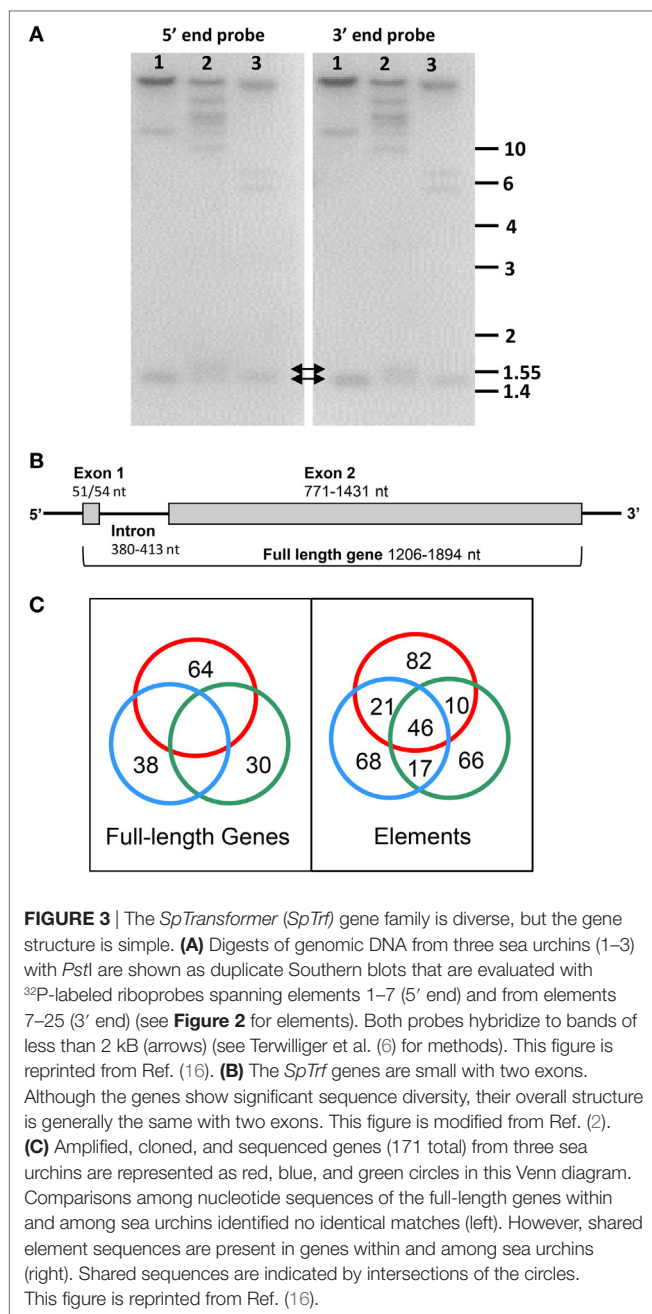 A
5′ end probe 3′ end probe
1 2 3 1 2 3
10
6
4
3
2
1.55
1.4
B
Exon 1 Exon 2
51/54 nt 771-1431 nt
5′ 3′
Intron
380-413 nt
Full length gene 1206-1894 nt
C
64
38 30
Full-length Genes
82
21 10
46
68 17 66
Elements
FIGURE 3 | The SpTransformer (SpTrf) gene family is diverse, but the gene
structure is simple. (A) Digests of genomic DNA from three sea urchins (1–3)
with PstI are shown as duplicate Southern blots that are evaluated with
³²P-labeled riboprobes spanning elements 1–7 (5′ end) and from elements
7–25 (3′ end) (see Figure 2 for elements). Both probes hybridize to bands of
less than 2 kB (arrows) (see Terwilliger et al. (6) for methods). This figure is
reprinted from Ref. (16). (B) The SpTrf genes are small with two exons.
Although the genes show significant sequence diversity, their overall structure
is generally the same with two exons. This figure is modified from Ref. (2).
(C) Amplified, cloned, and sequenced genes (171 total) from three sea
urchins are represented as red, blue, and green circles in this Venn diagram.
Comparisons among nucleotide sequences of the full-length genes within
and among sea urchins identified no identical matches (left). However, shared
element sequences are present in genes within and among sea urchins
(right). Shared sequences are indicated by intersections of the circles.
This figure is reprinted from Ref. (16).